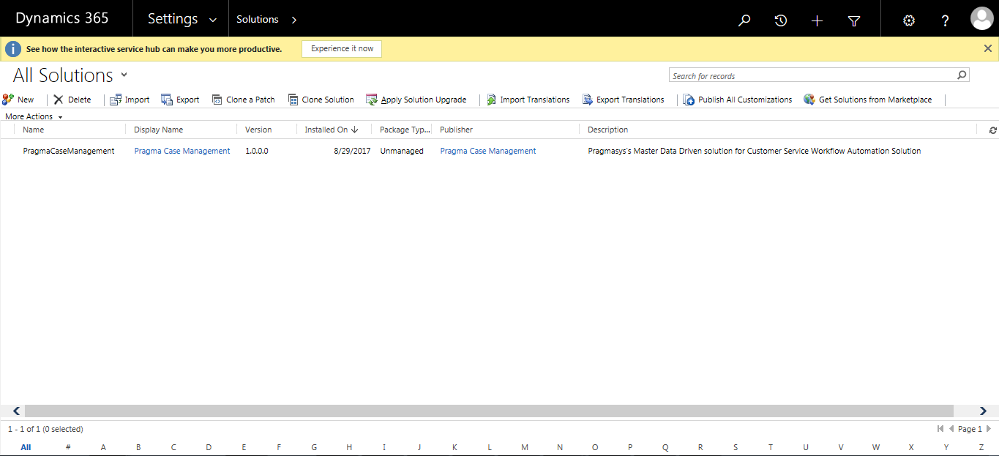 Dynamics 365 Settings Solutions
See how the interactive service hub can make you more productive. Experience it now
All Solutions Search for records
New Delete Import Export Clone a Patch Clone Solution Apply Solution Upgrade Import Translations Export Translations Publish All Customizations Get Solutions from Marketplace
More Actions
Name Display Name Version Installed On Package Typ... Publisher Description
PragmaCaseManagement Pragma Case Management 1.0.0.0 8/29/2017 Unmanaged Pragma Case Management Pragmasys's Master Data Driven solution for Customer Service Workflow Automation Solution
1 - 1 of 1 (0 selected) Page 1
All # A B C D E F G H I J K L M N O P Q R S T U V W X Y Z